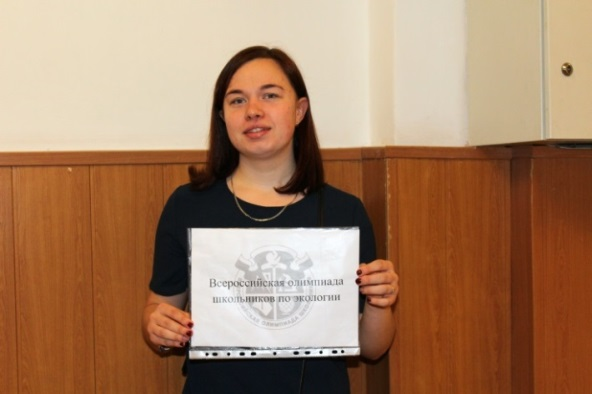 Всероссийская олимпиада
школьников по экологии